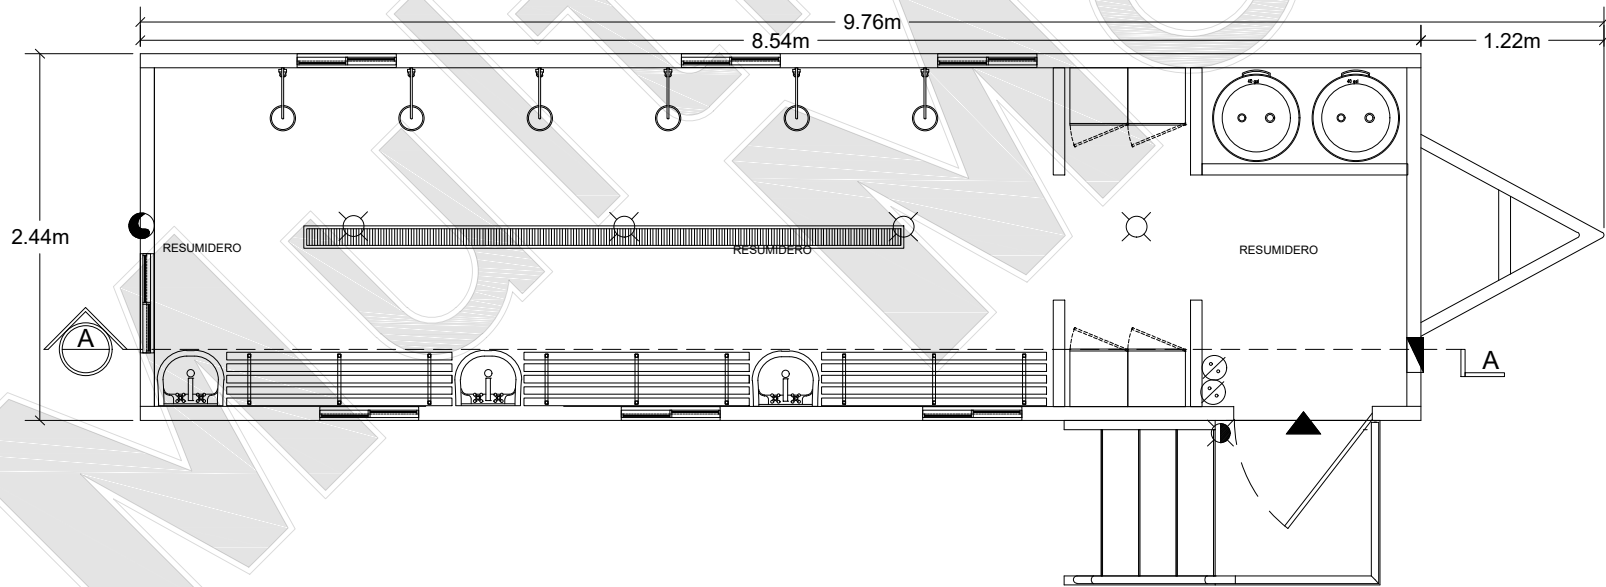 9.76m
8.54m
1.22m
2.44m
RESUMIDERO
RESUMIDERO
RESUMIDERO
A
A